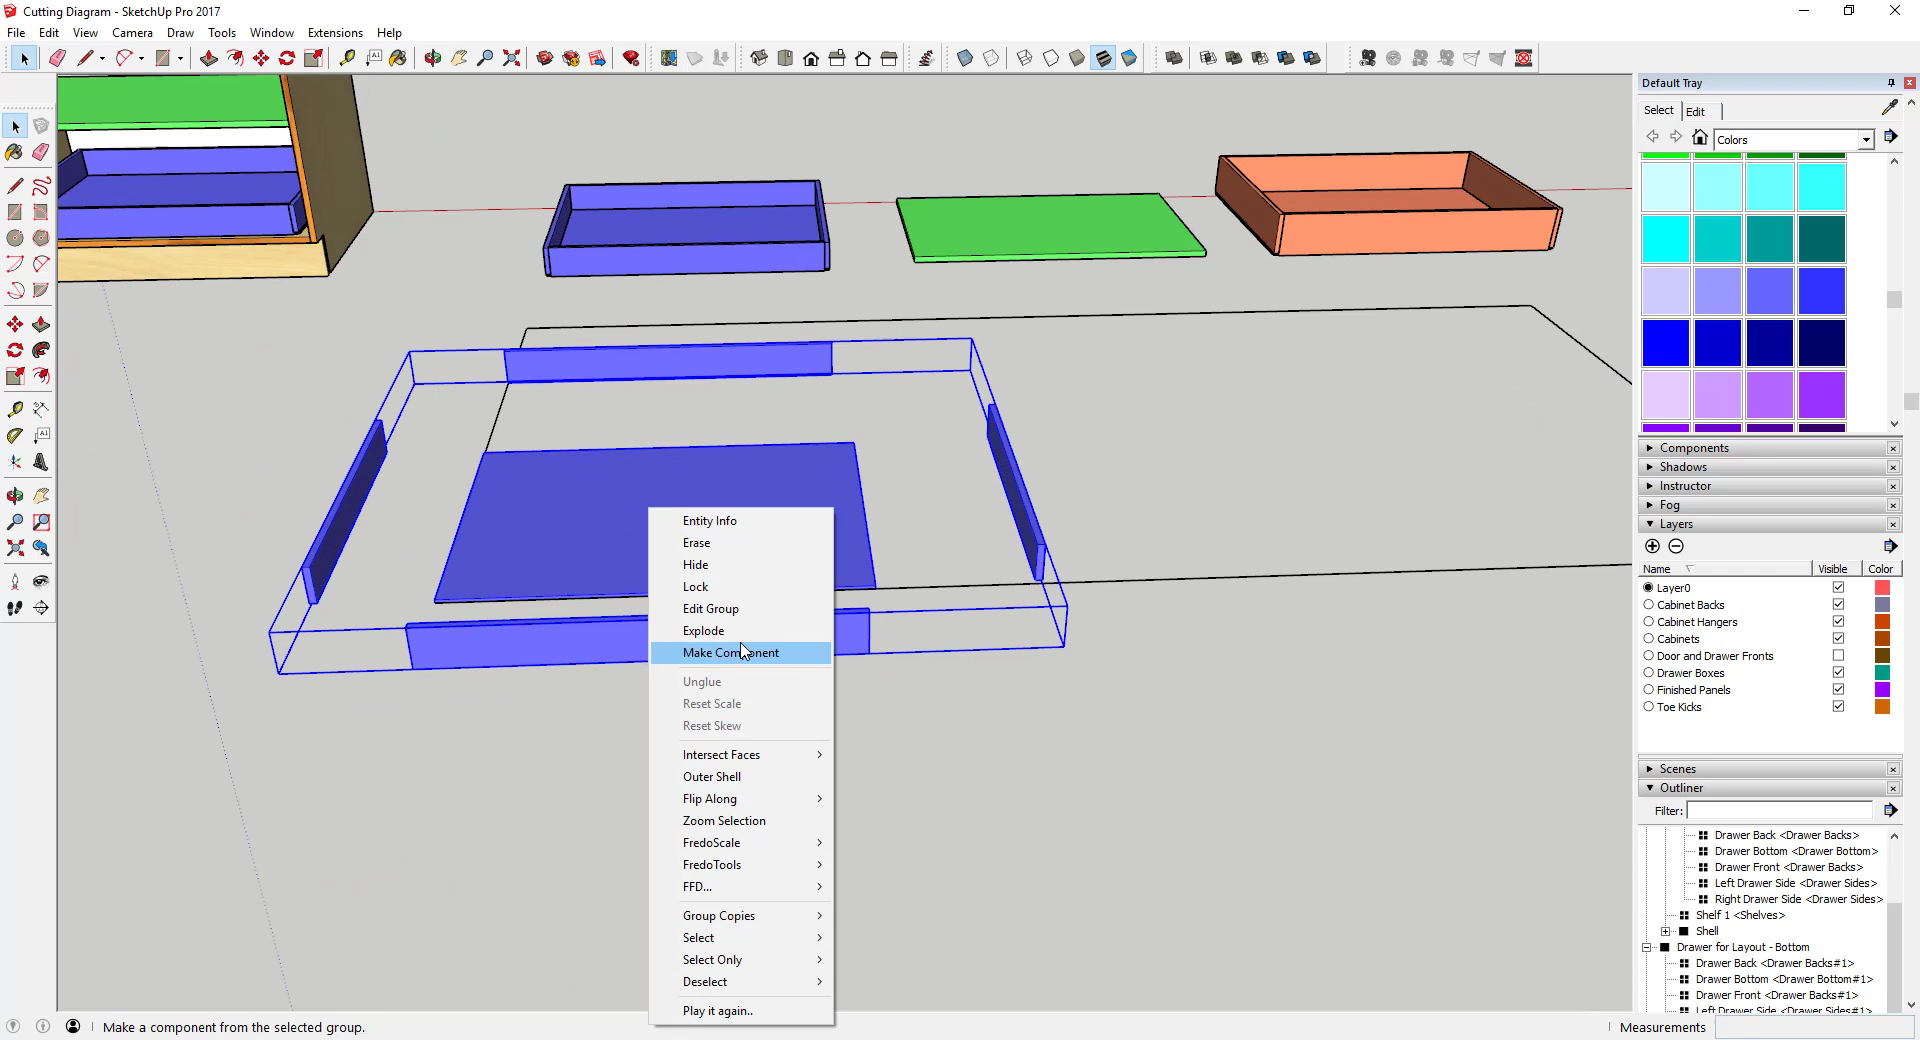 Cutting Diagram - SketchUp Pro 2017
File Edit View Camera Draw Tools Window Extensions Help
Default Tray
Select Edit
Colors
Entity Info
Erase
Hide
Lock
Edit Group
Explode
Make Component
Unglue
Reset Scale
Reset Skew
Intersect Faces
Outer Shell
Flip Along
Zoom Selection
FredoScale
FredoTools
FFD...
Group Copies
Select
Select Only
Deselect
Play it again..
Components
Shadows
Instructor
Fog
Layers
Name Visible Color
Layer0
Cabinet Backs
Cabinet Hangers
Cabinets
Door and Drawer Fronts
Drawer Boxes
Finished Panels
Toe Kicks
Scenes
Outliner
Filter:
Drawer Back <Drawer Backs>
Drawer Bottom <Drawer Bottom>
Drawer Front <Drawer Backs>
Left Drawer Side <Drawer Sides>
Right Drawer Side <Drawer Sides>
Shelf 1 <Shelves>
Shell
Drawer for Layout - Bottom
Drawer Back <Drawer Backs#1>
Drawer Bottom <Drawer Bottom#1>
Drawer Front <Drawer Backs#1>
Left Drawer Side <Drawer Sides#1>
Make a component from the selected group.
Measurements